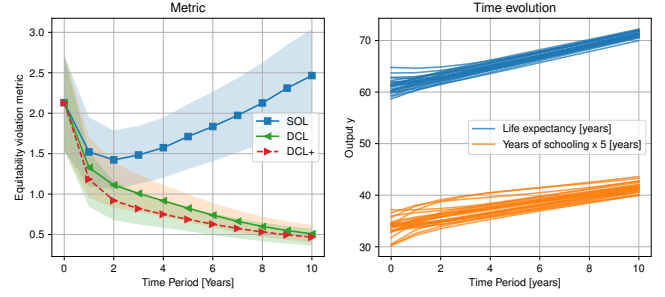 Metric
Equitability violation metric
3.0
2.5
2.0
1.5
1.0
0.5
SOL
DCL
DCL+
0 2 4 6 8 10
Time Period [Years]
Time evolution
Output y
70
60
50
40
30
Life expectancy [years]
Years of schooling x 5 [years]
0 2 4 6 8 10
Time Period [years]